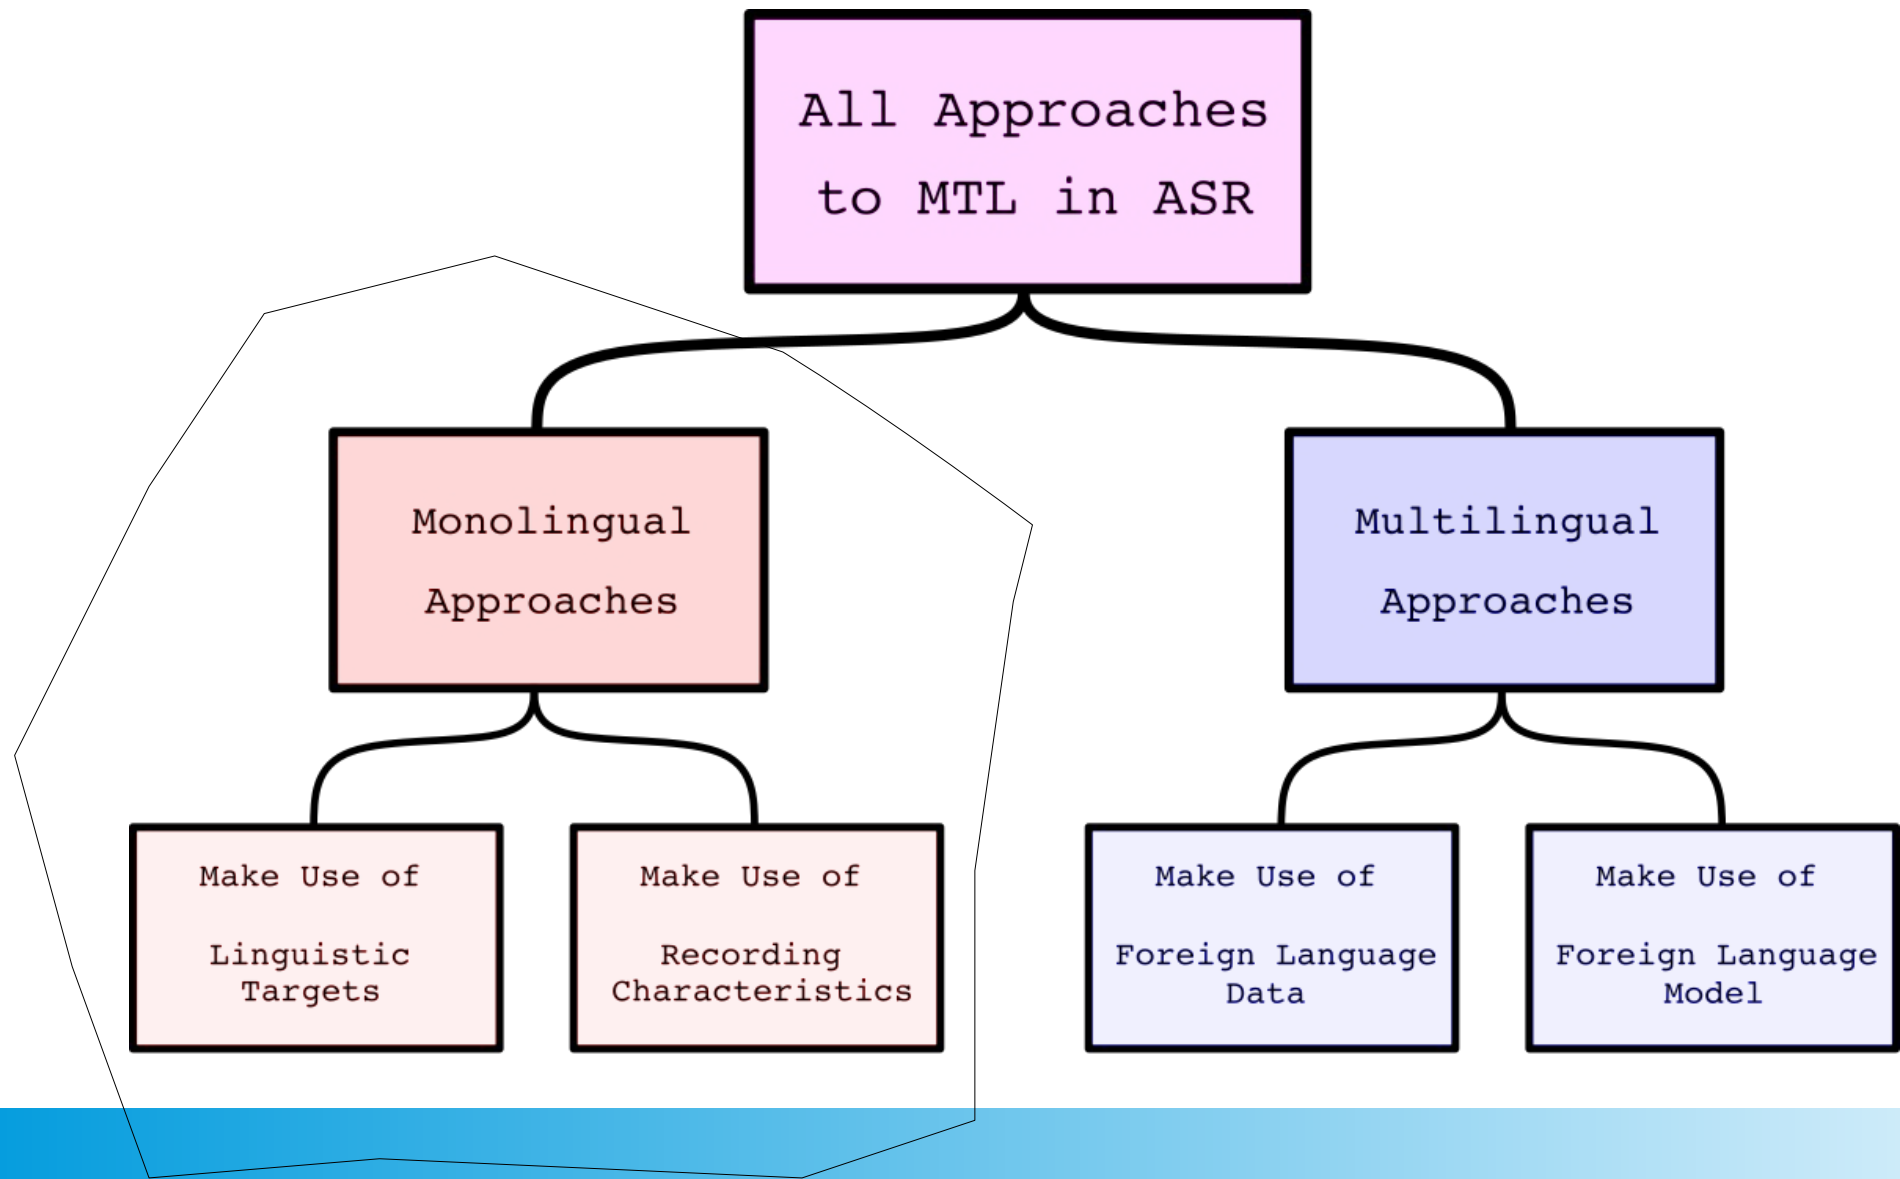 All Approaches
to MTL in ASR
Monolingual
Approaches
Multilingual
Approaches
Make Use of
Linguistic
Targets
Make Use of
Recording
Characteristics
Make Use of
Foreign Language
Data
Make Use of
Foreign Language
Model